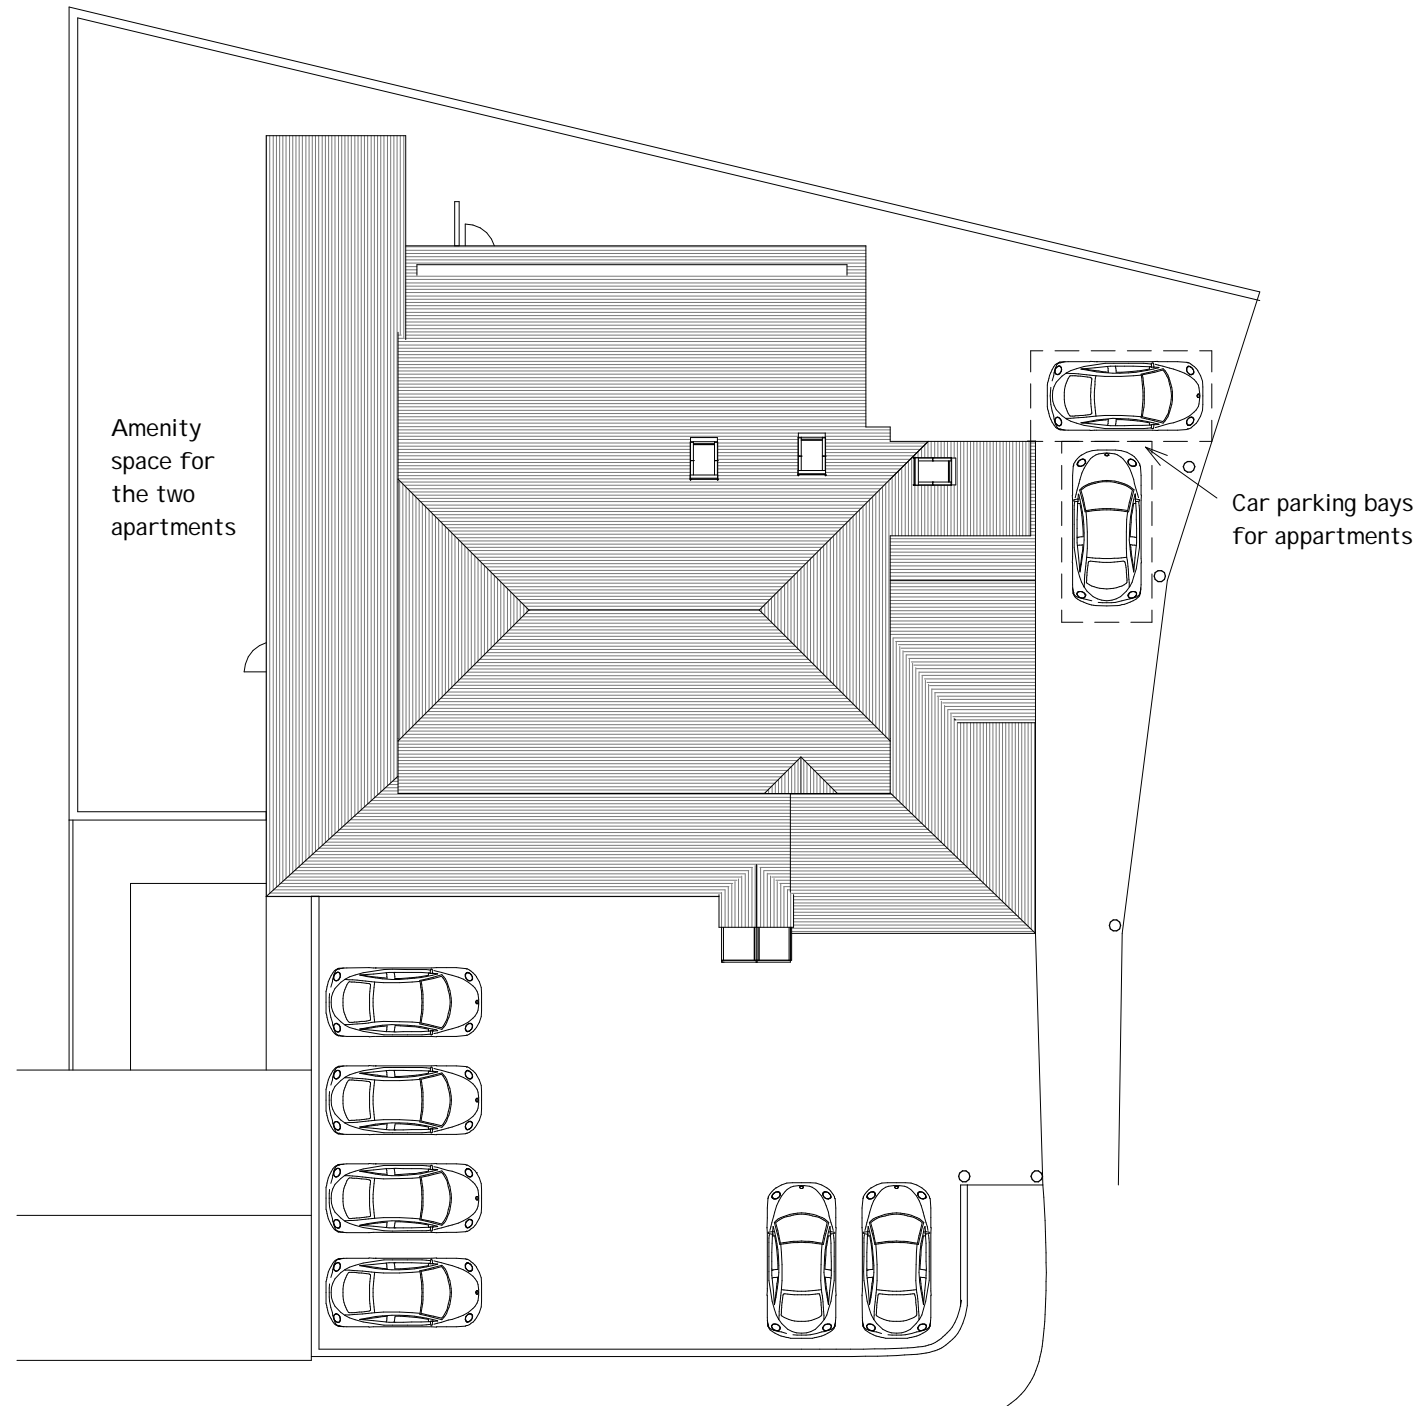 Amenity
space for
the two
apartments
Car parking bays
for appartments